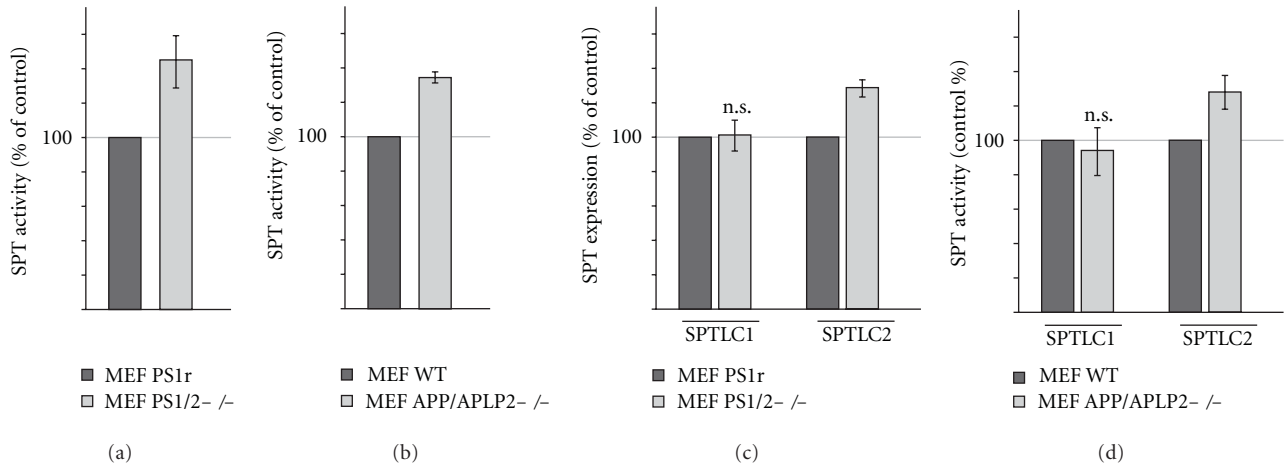 SPT activity (% of control)
100
MEF PS1r
MEF PS1/2− /−
(a)
SPT activity (% of control)
100
MEF WT
MEF APP/APLP2− /−
(b)
SPT expression (% of control)
100
n.s.
SPTLC1
SPTLC2
MEF PS1r
MEF PS1/2− /−
(c)
SPT activity (control %)
100
n.s.
SPTLC1
SPTLC2
MEF WT
MEF APP/APLP2− /−
(d)